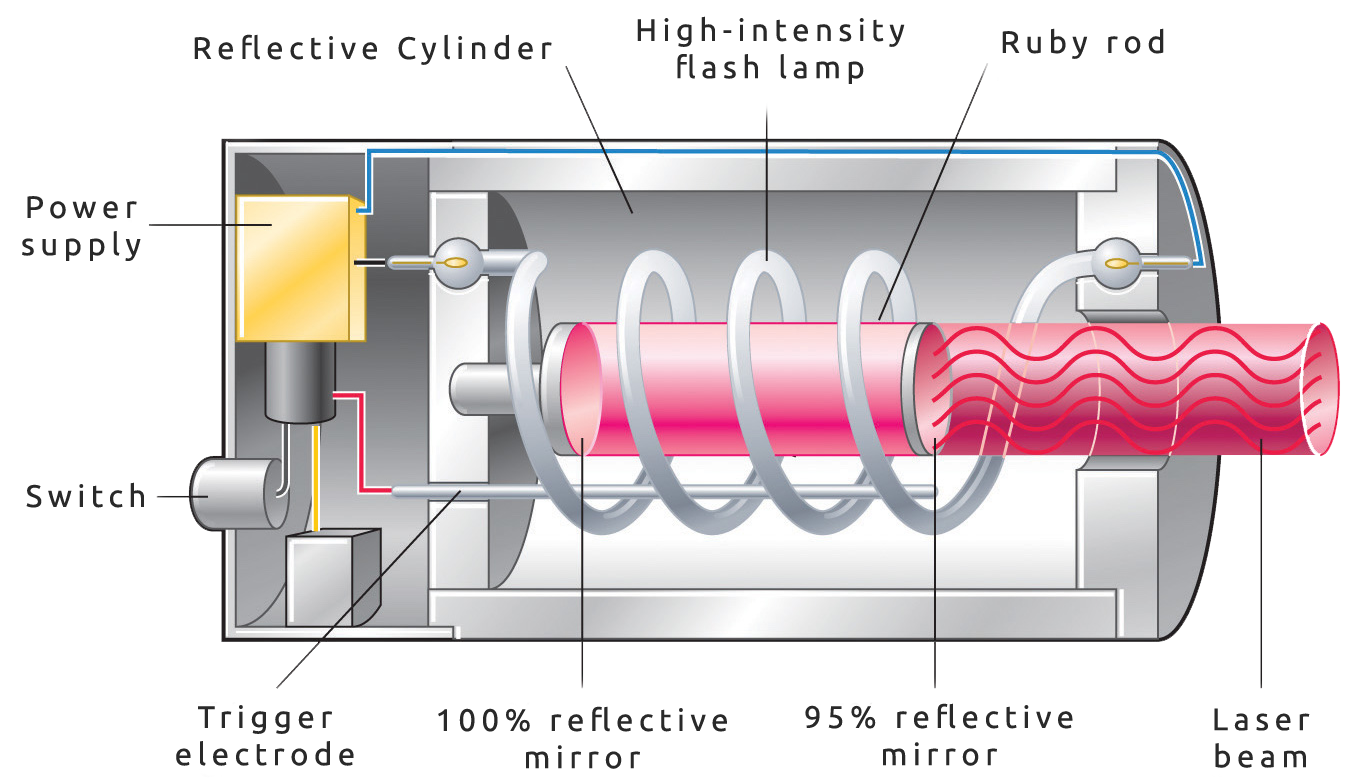 Reflective Cylinder
High-intensity
flash lamp
Ruby rod
Power
supply
Switch
Trigger
electrode
100% reflective
mirror
95% reflective
mirror
Laser
beam